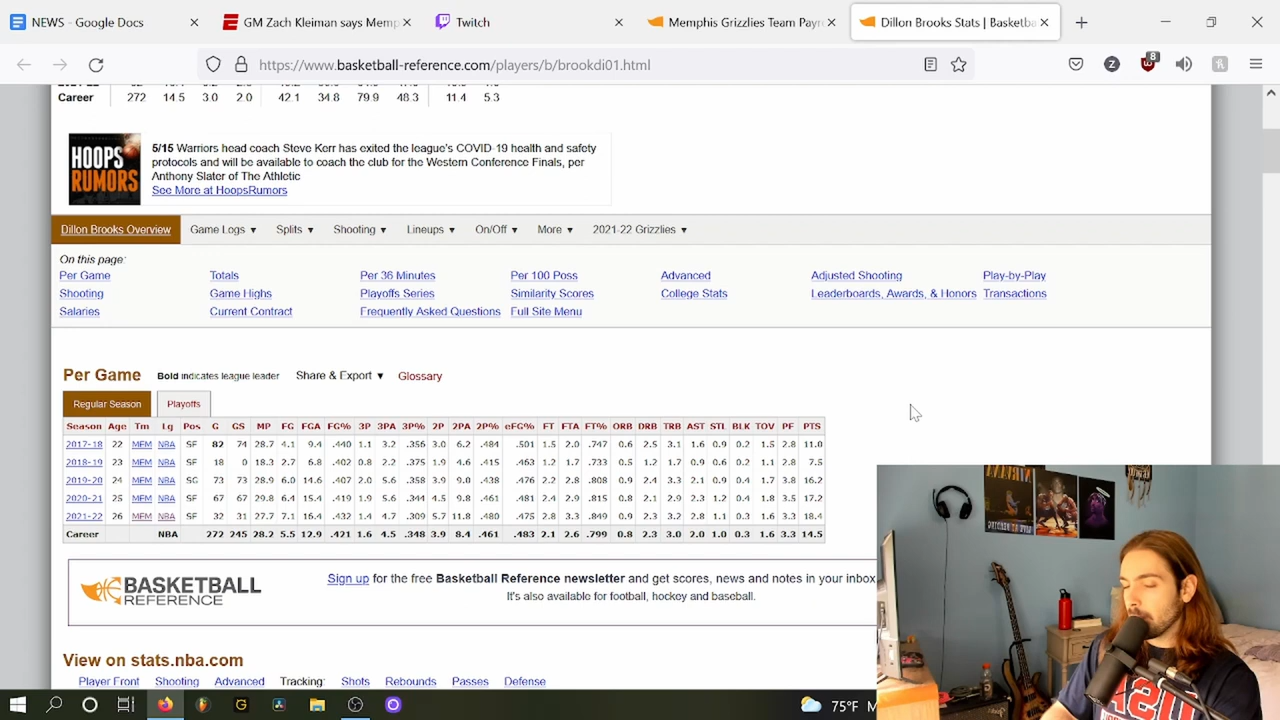 NEWS - Google Docs
GM Zach Kleiman says Memp
Twitch
Memphis Grizzlies Team Payr
Dillon Brooks Stats | Basketba
https://www.basketball-reference.com/players/b/brookdi01.html
8
Career 272 14.5 3.0 2.0 42.1 34.8 79.9 48.3 11.4 5.3
HOOPS
RUMORS
5/15 Warriors head coach Steve Kerr has exited the league's COVID-19 health and safety
protocols and will be available to coach the club for the Western Conference Finals, per
Anthony Slater of The Athletic
See More at HoopsRumors
Dillon Brooks Overview Game Logs ▼ Splits ▼ Shooting ▼ Lineups ▼ On/Off ▼ More ▼ 2021-22 Grizzlies ▼
On this page:
Per Game Totals Per 36 Minutes Per 100 Poss Advanced Adjusted Shooting Play-by-Play
Shooting Game Highs Playoffs Series Similarity Scores College Stats Leaderboards, Awards, & Honors Transactions
Salaries Current Contract Frequently Asked Questions Full Site Menu
Per Game Bold indicates league leader Share & Export ▼ Glossary
Regular Season Playoffs
Season Age Tm Lg Pos G GS MP FG FGA FG% 3P 3PA 3P% 2P 2PA 2P% eFG% FT FTA FT% ORB DRB TRB AST STL BLK TOV PF PTS
2017-18 22 MEM NBA SF 82 74 28.7 4.1 9.4 .440 1.1 3.2 .356 3.0 6.2 .484 .501 1.5 2.0 .747 0.6 2.5 3.1 1.6 0.9 0.2 1.5 2.8 11.0
2018-19 23 MEM NBA SF 18 0 18.3 2.7 6.8 .402 0.8 2.2 .375 1.9 4.6 .415 .463 1.2 1.7 .733 0.5 1.2 1.7 0.9 0.6 0.2 1.1 2.8 7.5
2019-20 24 MEM NBA SG 73 73 28.9 6.0 14.6 .407 2.0 5.6 .358 4.0 9.0 .438 .476 2.2 2.8 .808 0.9 2.4 3.3 2.1 0.9 0.4 1.7 3.8 16.2
2020-21 25 MEM NBA SF 67 67 29.8 6.4 15.4 .419 1.9 5.6 .344 4.5 9.8 .461 .481 2.4 2.9 .815 0.8 2.1 2.9 2.3 1.2 0.4 1.8 3.5 17.2
2021-22 26 MEM NBA SF 32 31 27.7 7.1 .432 .309 5.7 11.8 .480 .475 2.8 3.3 .849 0.9 2.3 3.2 2.8 1.1 0.3 1.6 3.3 18.4
Career NBA 272 245 28.2 5.5 12.9 .421 1.6 4.5 .348 3.9 8.4 .461 .483 2.1 2.6 .799 0.8 2.3 3.0 2.0 1.0 0.3 1.6 3.3 14.5
BASKETBALL
REFERENCE
Sign up for the free Basketball Reference newsletter and get scores, news and notes in your inbox
It's also available for football, hockey and baseball.
View on stats.nba.com
Player Front Shooting Advanced Tracking: Shots Rebounds Passes Defense
75°F